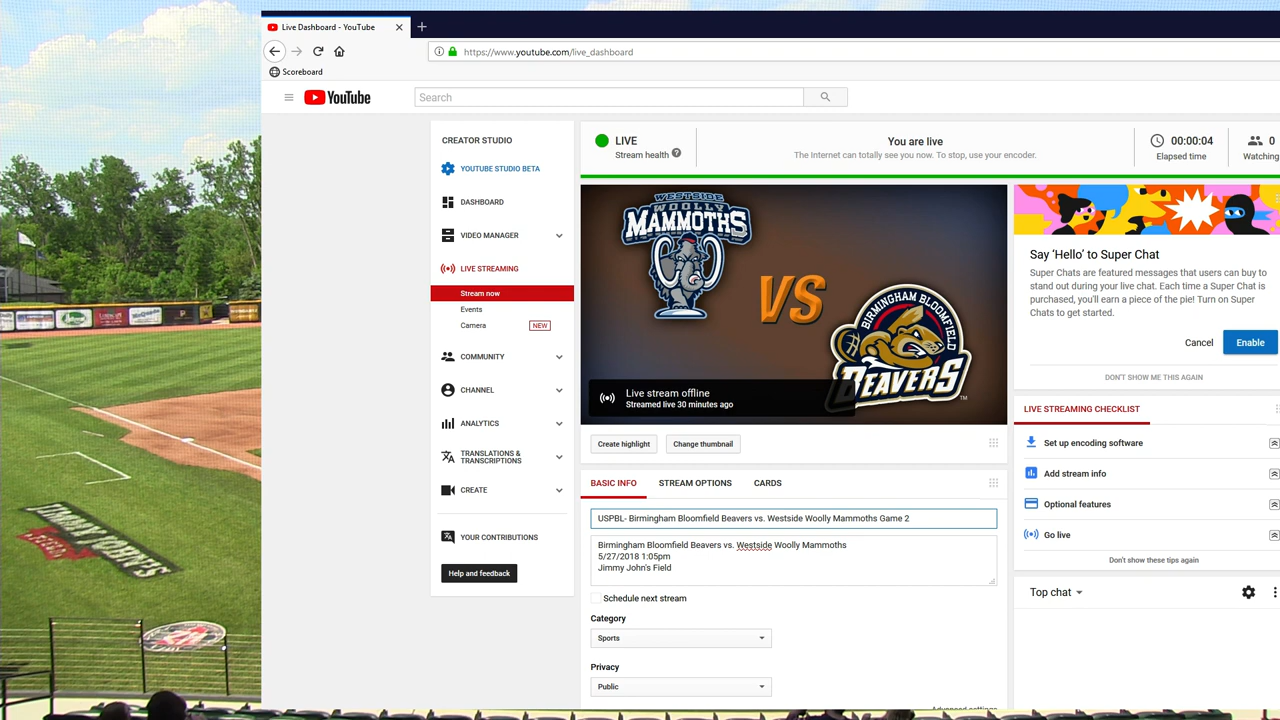 Live Dashboard - YouTube
https://www.youtube.com/live_dashboard
Scoreboard
YouTube
Search
CREATOR STUDIO
YOUTUBE STUDIO BETA
DASHBOARD
VIDEO MANAGER
LIVE STREAMING
Stream now
Events
Camera NEW
COMMUNITY
CHANNEL
ANALYTICS
TRANSLATIONS &
TRANSCRIPTIONS
CREATE
YOUR CONTRIBUTIONS
Help and feedback
LIVE
Stream health ?
You are live
The Internet can totally see you now. To stop, use your encoder.
00:00:04
Elapsed time
0
Watching
WESTSIDE
WOOLLY
MAMMOTHS
VS
BIRMINGHAM BLOOMFIELD
BEAVERS
TM
Live stream offline
Streamed live 30 minutes ago
Create highlight
Change thumbnail
BASIC INFO
STREAM OPTIONS
CARDS
USPBL- Birmingham Bloomfield Beavers vs. Westside Woolly Mammoths Game 2
Birmingham Bloomfield Beavers vs. Westside Woolly Mammoths
5/27/2018 1:05pm
Jimmy John's Field
Schedule next stream
Category
Sports
Privacy
Public
Say ‘Hello’ to Super Chat
Super Chats are featured messages that users can buy to
stand out during your live chat. Each time a Super Chat is
purchased, you'll earn a piece of the pie! Turn on Super
Chats to get started.
Cancel
Enable
DON'T SHOW ME THIS AGAIN
LIVE STREAMING CHECKLIST
Set up encoding software
Add stream info
Optional features
Go live
Don't show these tips again
Top chat